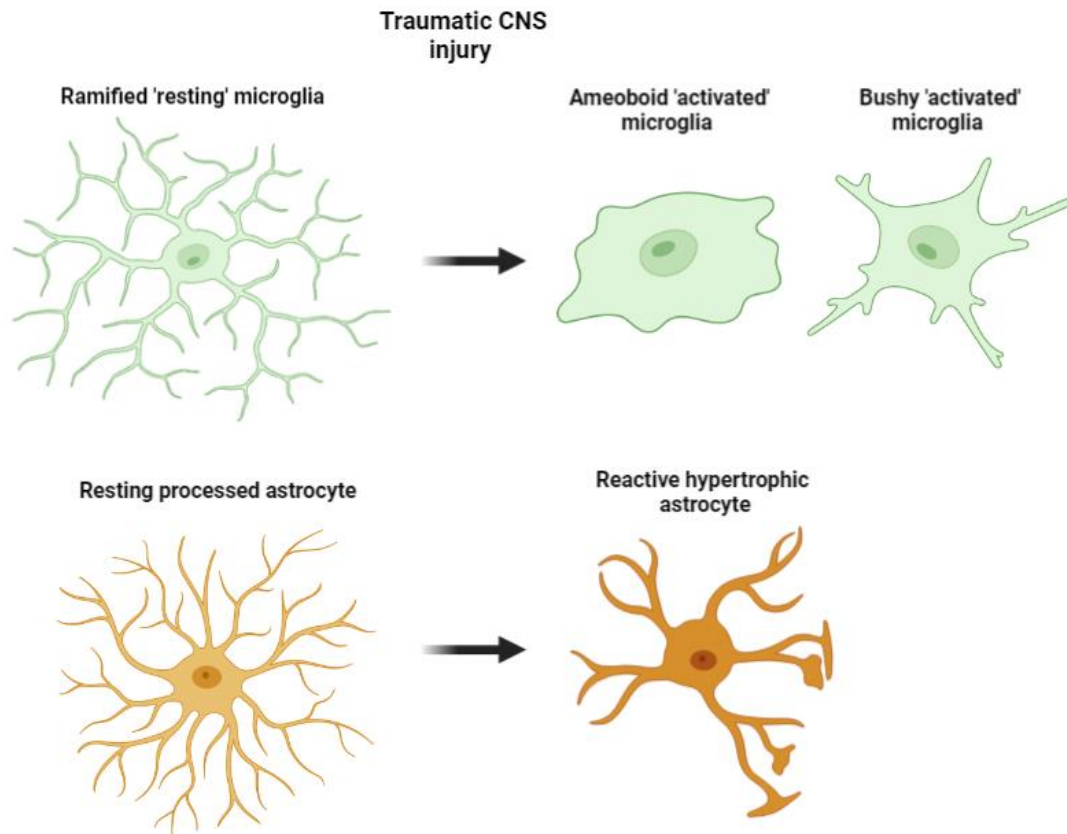 Traumatic CNS
injury
Ramified 'resting' microglia
Ameoboid 'activated'
microglia
Bushy 'activated'
microglia
Resting processed astrocyte
Reactive hypertrophic
astrocyte